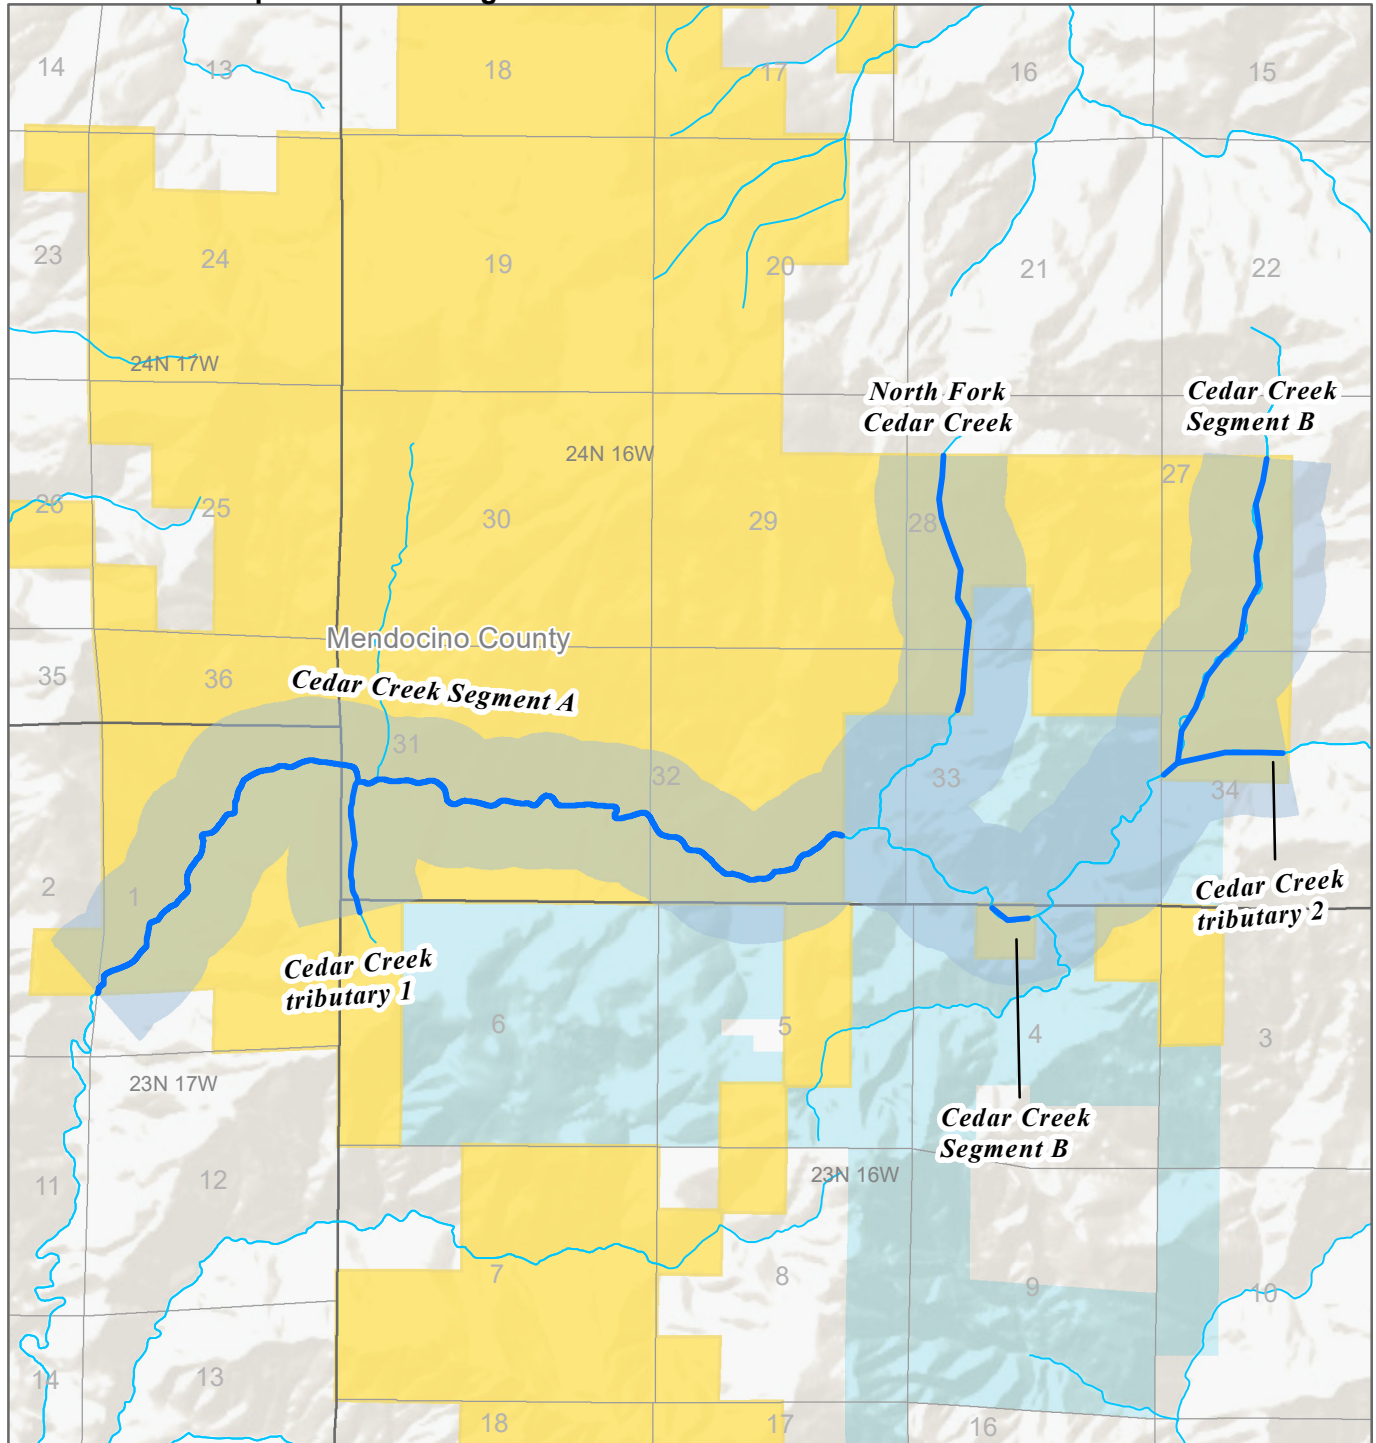 14
13
18
17
16
15
23
24
19
20
21
22
24N 17W
North Fork
Cedar Creek
Cedar Creek
Segment B
24N 16W
26
25
30
29
28
27
Mendocino County
35
36
Cedar Creek Segment A
31
32
33
34
2
1
Cedar Creek
tributary 2
Cedar Creek
tributary 1
6
5
4
3
23N 17W
Cedar Creek
Segment B
11
12
23N 16W
7
8
9
10
14
13
18
17
16